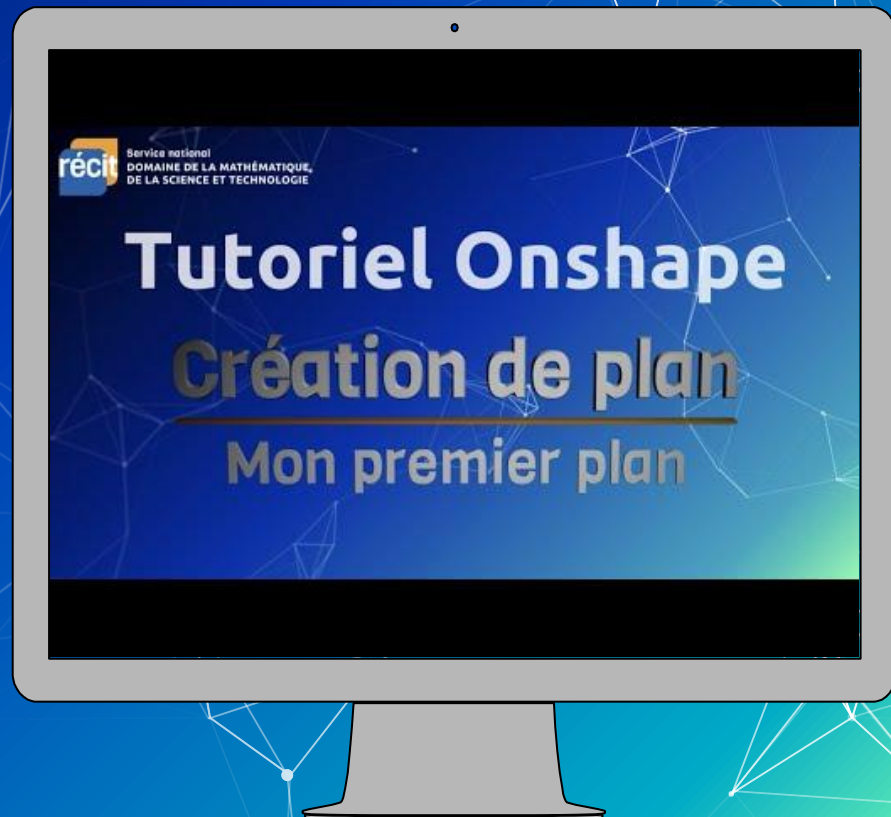 récit
Service national
DOMAINE DE LA MATHÉMATIQUE,
DE LA SCIENCE ET TECHNOLOGIE
Tutoriel Onshape
Création de plan
Mon premier plan